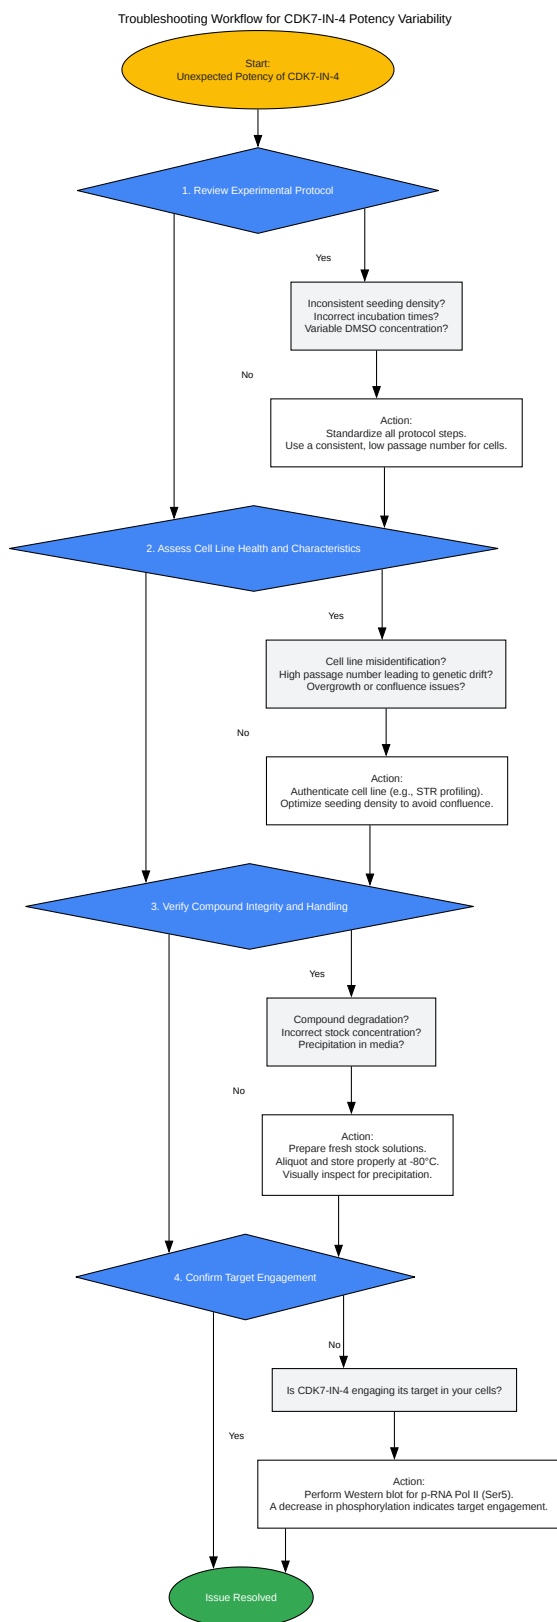 Troubleshooting Workflow for CDK7-IN-4 Potency Variability
Start:
Unexpected Potency of CDK7-IN-4
1. Review Experimental Protocol
Yes
Inconsistent seeding density?
Incorrect incubation times?
Variable DMSO concentration?
No
Action:
Standardize all protocol steps.
Use a consistent, low passage number for cells.
2. Assess Cell Line Health and Characteristics
Yes
Cell line misidentification?
High passage number leading to genetic drift?
Overgrowth or confluence issues?
No
Action:
Authenticate cell line (e.g., STR profiling).
Optimize seeding density to avoid confluence.
3. Verify Compound Integrity and Handling
Yes
Compound degradation?
Incorrect stock concentration?
Precipitation in media?
No
Action:
Prepare fresh stock solutions.
Aliquot and store properly at -80°C.
Visually inspect for precipitation.
4. Confirm Target Engagement
No
Is CDK7-IN-4 engaging its target in your cells?
Yes
Action:
Perform Western blot for p-RNA Pol II (Ser5).
A decrease in phosphorylation indicates target engagement.
Issue Resolved